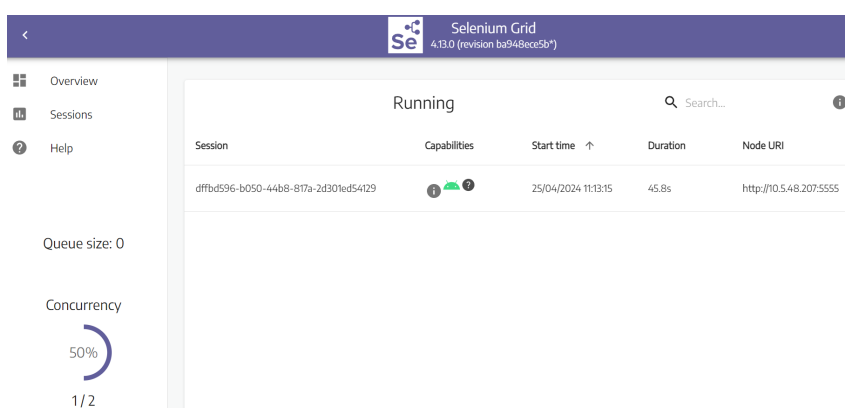 Se
Selenium Grid
4.13.0 (revision ba948ece5b*)
Overview
Sessions
Help
Queue size: 0
Concurrency
50%
1 / 2
Running
Search...
Session Capabilities Start time Duration Node URI
dffbd596-b050-44b8-817a-2d301ed54129 25/04/2024 11:13:15 45.8s http://10.5.48.207:5555